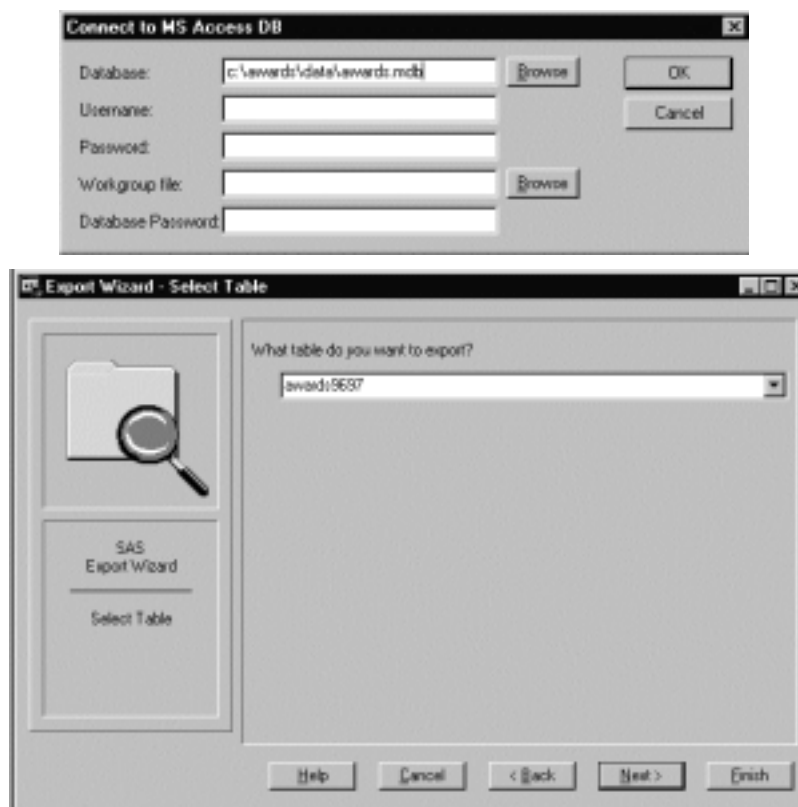 Connect to MS Access DB
Database: c:\awards\data\awards.mdb Browse OK
Username: Cancel
Password:
Workgroup file: Browse
Database Password:
Export Wizard - Select Table
What table do you want to export?
awards9697
SAS
Export Wizard
Select Table
Help Cancel < Back Next > Finish